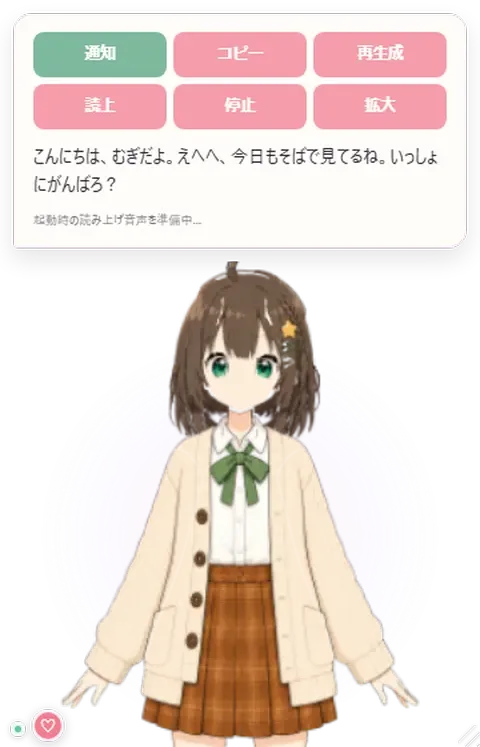 通知 コピー 再生成
読上 停止 拡大
こんにちは、むぎだよ。えへへ、今日もそばで見てるね。いっしょ
にがんばろ？
起動時の読み上げ音声を準備中...